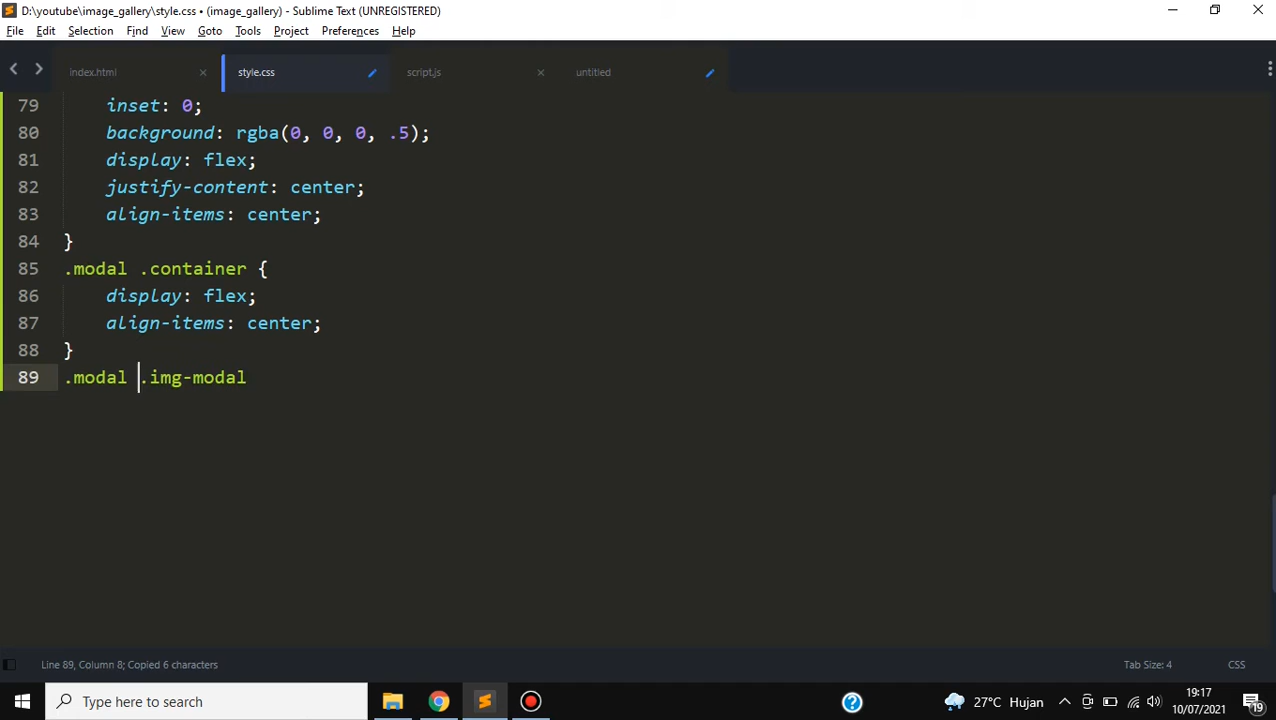 D:\youtube\image_gallery\style.css • (image_gallery) - Sublime Text (UNREGISTERED)
File Edit Selection Find View Goto Tools Project Preferences Help
index.html style.css script.js untitled
79 inset: 0;
80 background: rgba(0, 0, 0, .5);
81 display: flex;
82 justify-content: center;
83 align-items: center;
84 }
85 .modal .container {
86 display: flex;
87 align-items: center;
88 }
89 .modal .img-modal
Line 89, Column 8; Copied 6 characters Tab Size: 4 CSS
Type here to search 27°C Hujan 19:17
10/07/2021 19